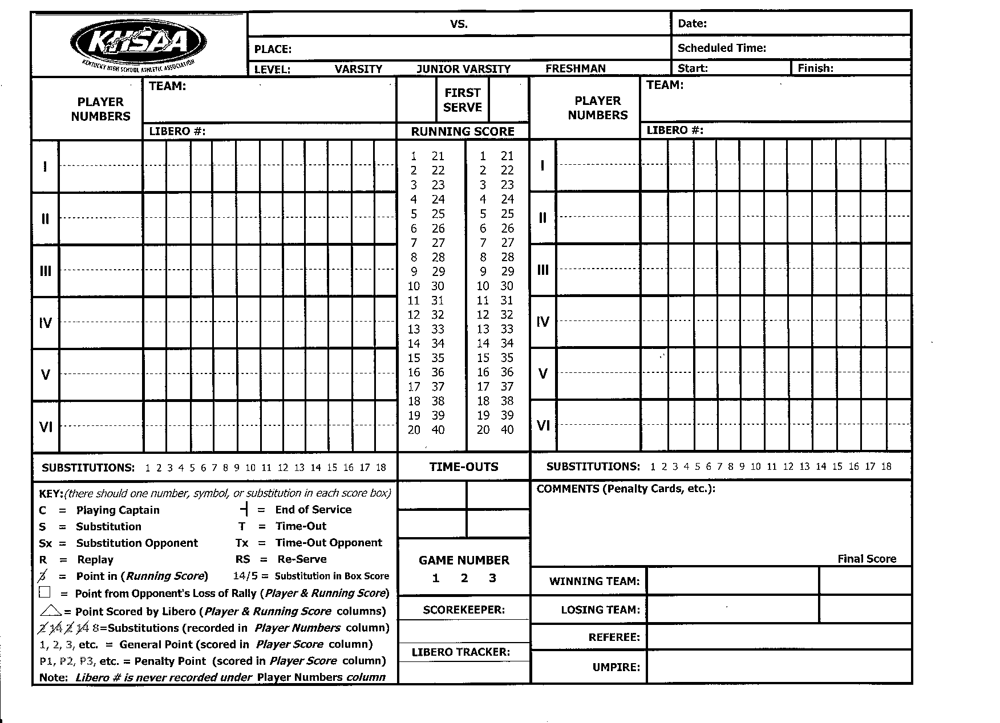 KHSAA
KENTUCKY HIGH SCHOOL ATHLETIC ASSOCIATION
VS.
Date:
PLACE:
Scheduled Time:
LEVEL: VARSITY JUNIOR VARSITY FRESHMAN
Start: Finish:
PLAYER NUMBERS
TEAM:
LIBERO #:
FIRST SERVE
PLAYER NUMBERS
TEAM:
LIBERO #:
RUNNING SCORE
I
II
III
IV
V
VI
1 21 1 21
2 22 2 22
3 23 3 23
4 24 4 24
5 25 5 25
6 26 6 26
7 27 7 27
8 28 8 28
9 29 9 29
10 30 10 30
11 31 11 31
12 32 12 32
13 33 13 33
14 34 14 34
15 35 15 35
16 36 16 36
17 37 17 37
18 38 18 38
19 39 19 39
20 40 20 40
I
II
III
IV
V
VI
SUBSTITUTIONS: 1 2 3 4 5 6 7 8 9 10 11 12 13 14 15 16 17 18
TIME-OUTS
SUBSTITUTIONS: 1 2 3 4 5 6 7 8 9 10 11 12 13 14 15 16 17 18
KEY:(there should one number, symbol, or substitution in each score box)
C = Playing Captain ⊣ = End of Service
S = Substitution T = Time-Out
Sx = Substitution Opponent Tx = Time-Out Opponent
R = Replay RS = Re-Serve
= Point in (Running Score) 14/5 = Substitution in Box Score
□ = Point from Opponent's Loss of Rally (Player & Running Score)
△ = Point Scored by Libero (Player & Running Score columns)
2 14 2 14 8=Substitutions (recorded in Player Numbers column)
1, 2, 3, etc. = General Point (scored in Player Score column)
P1, P2, P3, etc. = Penalty Point (scored in Player Score column)
Note: Libero # is never recorded under Player Numbers column
GAME NUMBER
1 2 3
SCOREKEEPER:
LIBERO TRACKER:
COMMENTS (Penalty Cards, etc.):
Final Score
WINNING TEAM:
LOSING TEAM:
REFEREE:
UMPIRE: